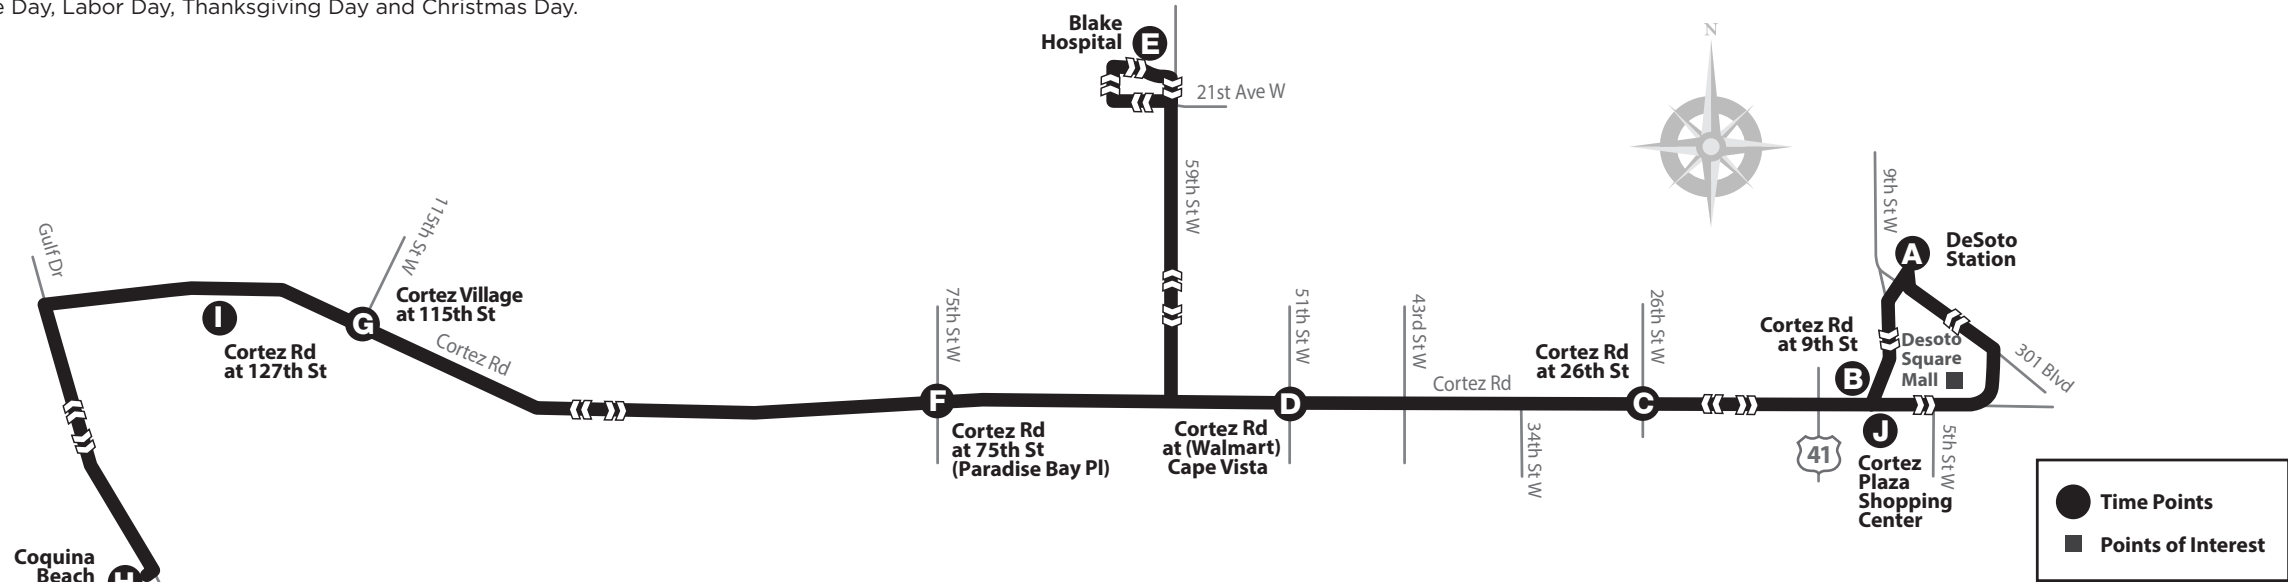 e Day, Labor Day, Thanksgiving Day and Christmas Day.
Blake
Hospital
E
21st Ave W
59th St W
N
9th St W
A
DeSoto
Station
Gulf Dr
115th St W
I
Cortez Rd
at 127th St
G
Cortez Village
at 115th St
Cortez Rd
75th St W
F
Cortez Rd
at 75th St
(Paradise Bay Pl)
51st St W
D
Cortez Rd
at (Walmart)
Cape Vista
43rd St W
Cortez Rd
34th St W
Cortez Rd
at 26th St
26th St W
C
Cortez Rd
at 9th St
B
Desoto
Square
Mall
301 Blvd
41
J
Cortez
Plaza
Shopping
Center
5th St W
Time Points
Points of Interest
Coquina
Beach
H